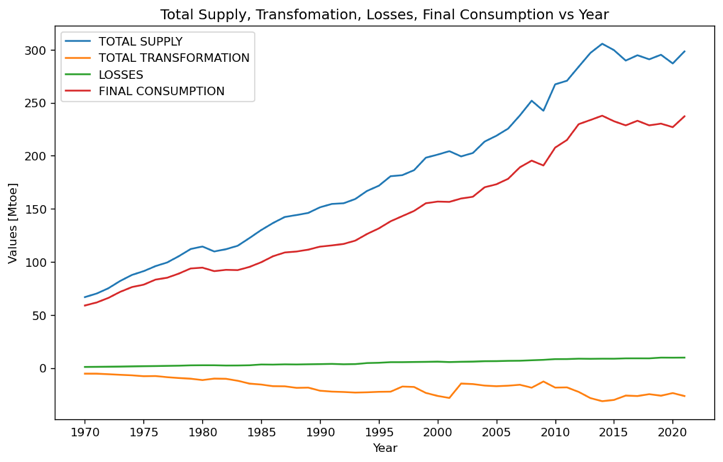 Total Supply, Transfomation, Losses, Final Consumption vs Year
TOTAL SUPPLY
TOTAL TRANSFORMATION
LOSSES
FINAL CONSUMPTION
Values [Mtoe]
300
250
200
150
100
50
0
1970 1975 1980 1985 1990 1995 2000 2005 2010 2015 2020
Year